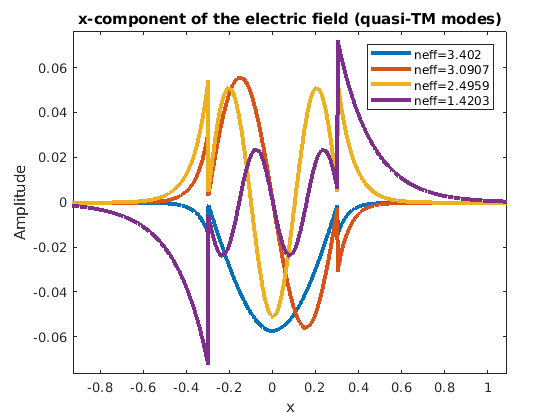 x-component of the electric field (quasi-TM modes)
neff=3.402
neff=3.0907
neff=2.4959
neff=1.4203
Amplitude
0.06
0.04
0.02
0
-0.02
-0.04
-0.06
-0.8
-0.6
-0.4
-0.2
0
0.2
0.4
0.6
0.8
1
x